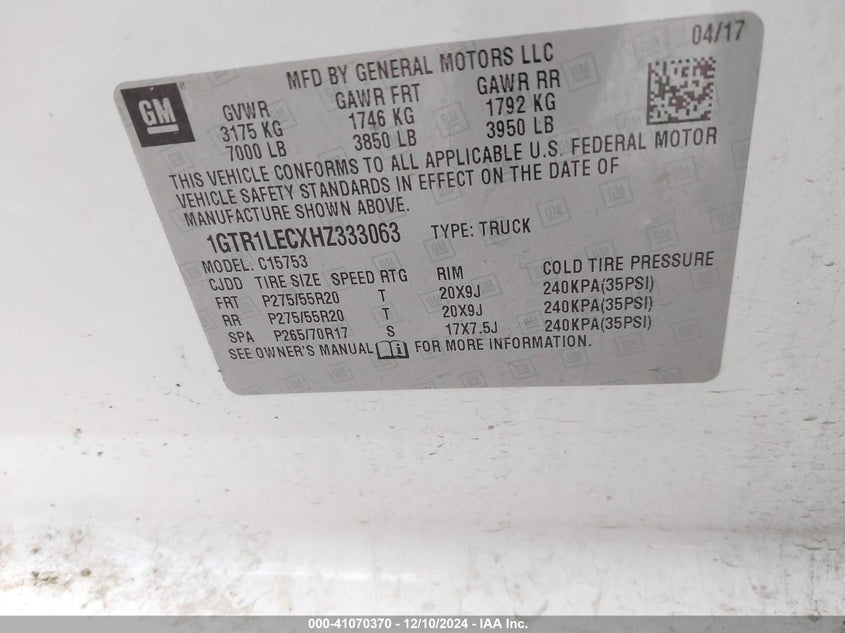 04/17
MFD BY GENERAL MOTORS LLC
GM
GVWR GAWR FRT GAWR RR
3175 KG 1746 KG 1792 KG
7000 LB 3850 LB 3950 LB
THIS VEHICLE CONFORMS TO ALL APPLICABLE U.S. FEDERAL MOTOR
VEHICLE SAFETY STANDARDS IN EFFECT ON THE DATE OF
MANUFACTURE SHOWN ABOVE.
1GTR1LECXHZ333063 TYPE: TRUCK
MODEL: C15753
CJDD TIRE SIZE SPEED RTG RIM COLD TIRE PRESSURE
FRT P275/55R20 T 20X9J 240KPA(35PSI)
RR P275/55R20 T 20X9J 240KPA(35PSI)
SPA P265/70R17 S 17X7.5J 240KPA(35PSI)
SEE OWNER'S MANUAL FOR MORE INFORMATION.
000-41070370 - 12/10/2024 - IAA Inc.